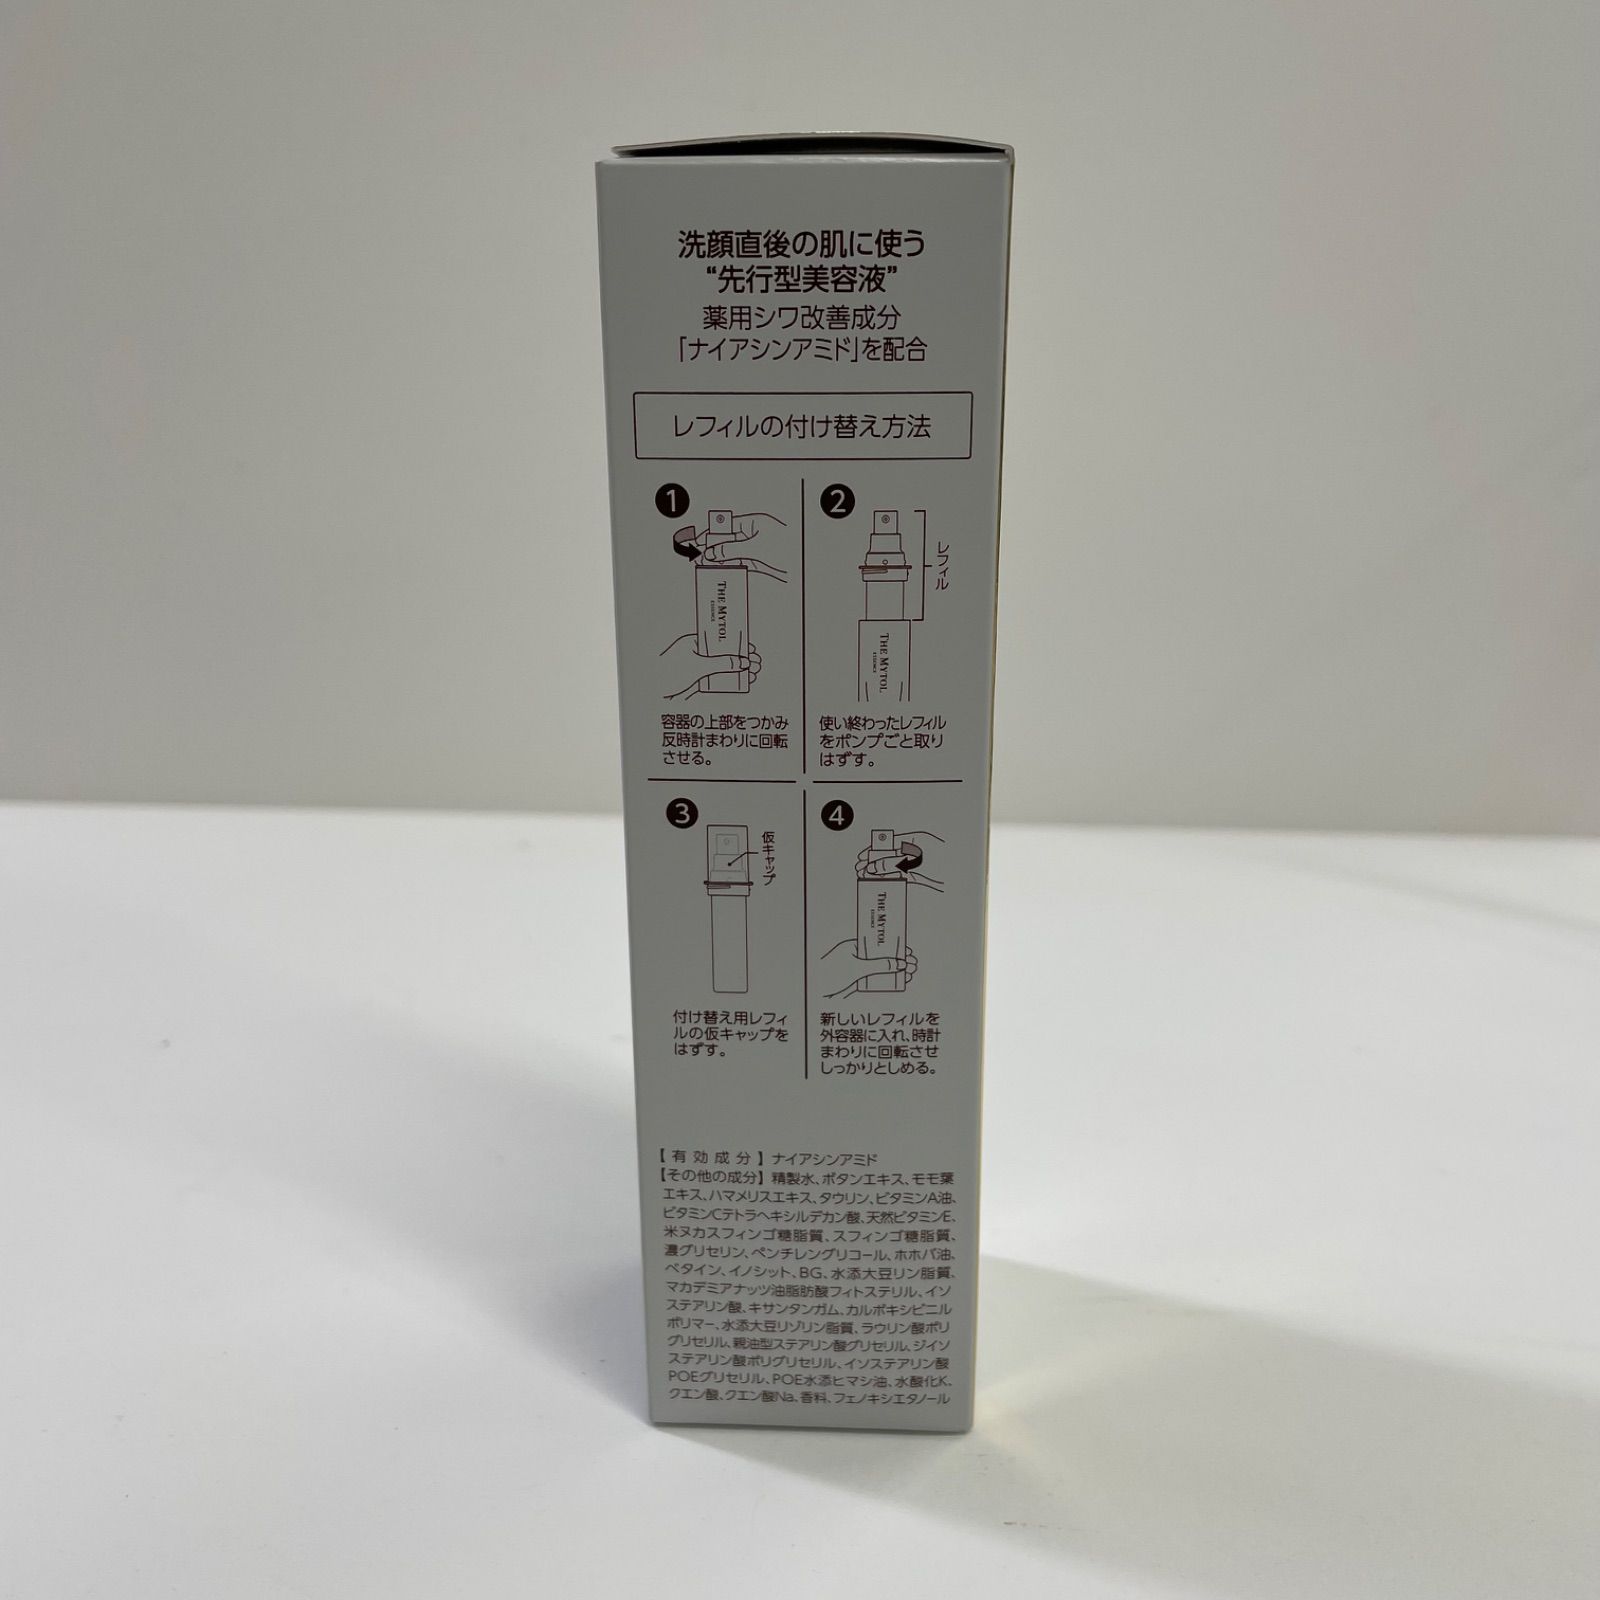 洗顔直後の肌に使う
“先行型美容液”
薬用シワ改善成分
「ナイアシンアミド」を配合
レフィルの付け替え方法
1
THE MYTOL
ESSENCE
容器の上部をつかみ
反時計まわりに回転
させる。
2
レフィル
THE MYTOL
ESSENCE
使い終わったレフィル
をポンプごと取り
はずす。
3
仮キャップ
付け替え用レフィ
ルの仮キャップを
はずす。
4
THE MYTOL
ESSENCE
新しいレフィルを
外容器に入れ、時計
まわりに回転させ
しっかりとしめる。
【有効成分】ナイアシンアミド
【その他の成分】精製水、ボタンエキス、モモ葉
エキス、ハマメリスエキス、タウリン、ビタミンA油、
ビタミンCテトラヘキシルデカン酸、天然ビタミンE、
米ヌカスフィンゴ糖脂質、スフィンゴ糖脂質、
濃グリセリン、ペンチレングリコール、ホホバ油、
ベタイン、イノシット、BG、水添大豆リン脂質、
マカデミアナッツ油脂肪酸フィトステリル、イソ
ステアリン酸、キサンタンガム、カルボキシビニル
ポリマー、水添大豆リゾリン脂質、ラウリン酸ポリ
グリセリル、親油型ステアリン酸グリセリル、ジイソ
ステアリン酸ポリグリセリル、イソステアリン酸
POEグリセリル、POE水添ヒマシ油、水酸化K、
クエン酸、クエン酸Na、香料、フェノキシエタノール